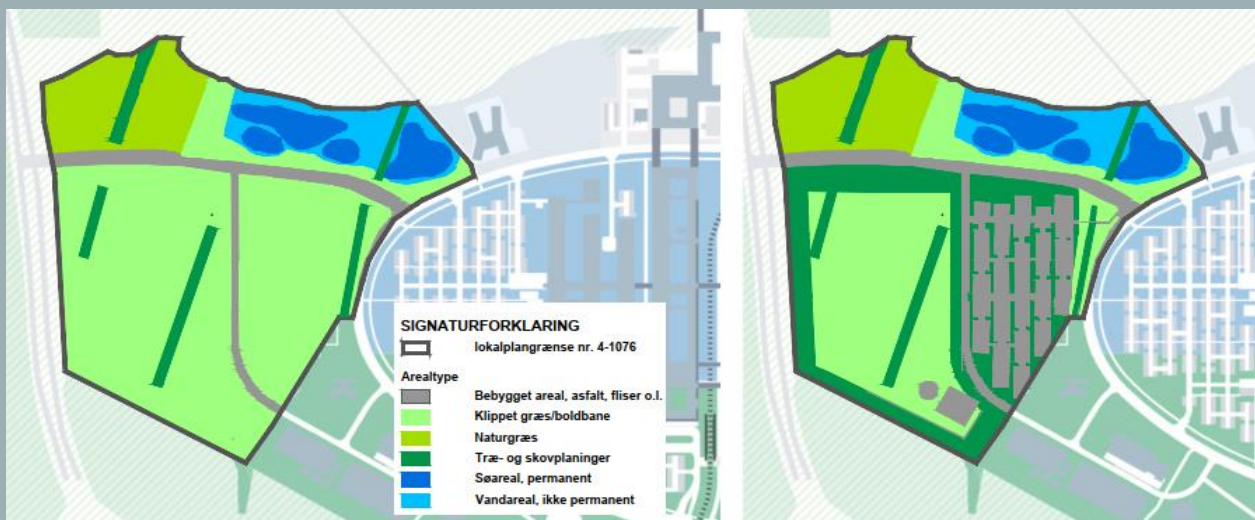 SIGNATURFORKLARING
lokalplangrænse nr. 4-1076
Arealtype
Bebygget areal, asfalt, fliser o.l.
Klippet græs/boldbane
Naturgræs
Træ- og skovplaninger
Søareal, permanent
Vandareal, ikke permanent